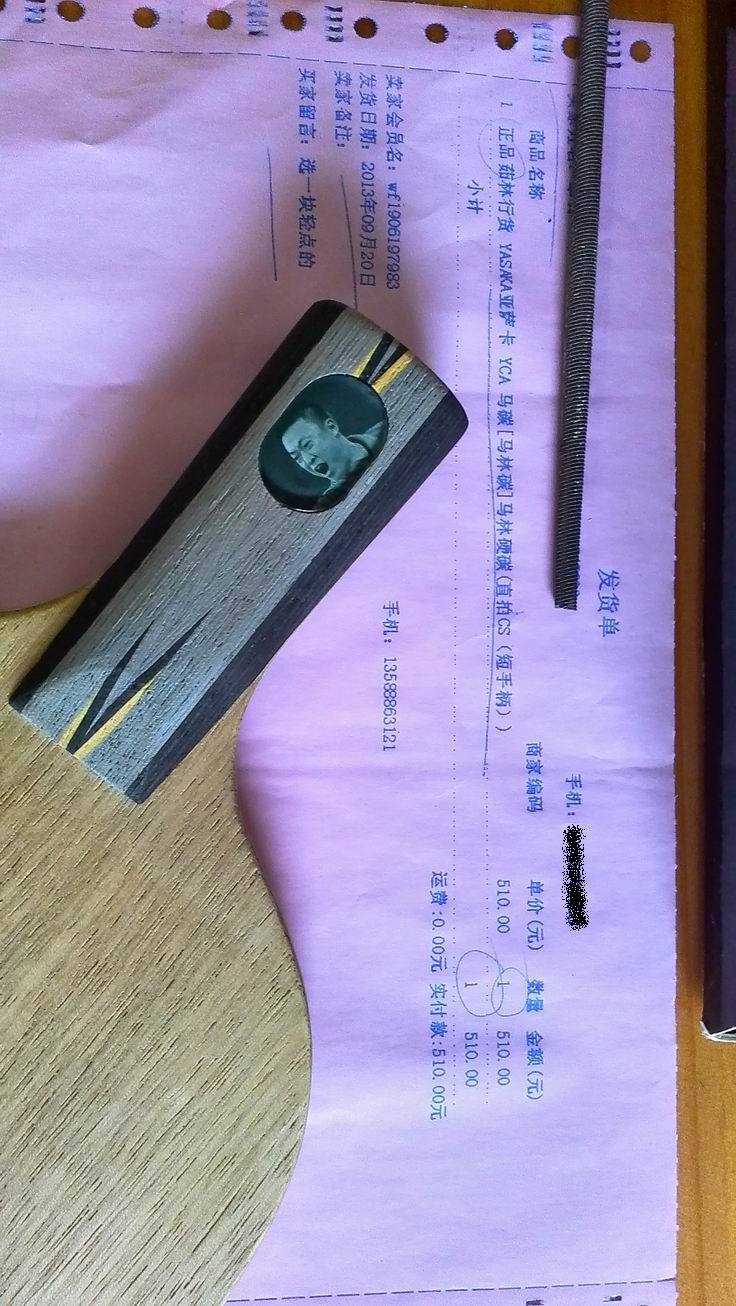 发货单
手机：
商品名称 商家编码 单价(元) 数量 金额(元)
1 正品茹林行货 YASAKA亚萨卡 YCA 马碳[马林碳]马林硬碳(直拍CS（短手柄）) 510.00 1 510.00
小计 1 510.00
运费:0.00元 实付款:510.00元
卖家会员名：wf1906197983 手机：13588863121
发货日期：2013年09月20日
卖家备注：
买家留言：选一块轻点的